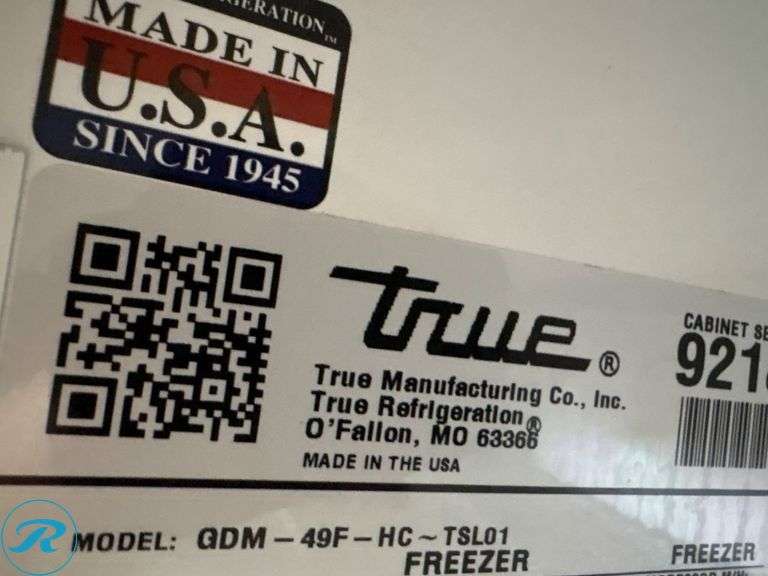 MADE IN
U.S.A.
SINCE 1945
true®
True Manufacturing Co., Inc.
True Refrigeration®
O'Fallon, MO 63366
MADE IN THE USA
CABINET SE
921
MODEL: GDM-49F-HC~TSL01
FREEZER
FREEZER
R